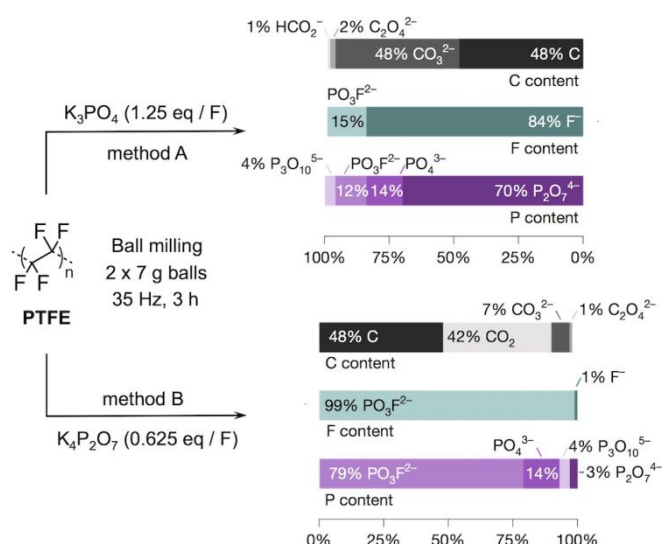 1% HCO₂⁻ 2% C₂O₄²⁻
48% CO₃²⁻ 48% C
C content
PO₃F²⁻
15% 84% F⁻
F content
K₃PO₄ (1.25 eq / F)
method A
4% P₃O₁₀⁵⁻ PO₃F²⁻ PO₄³⁻
12% 14% 70% P₂O₇⁴⁻
P content
100% 75% 50% 25% 0%
F F
n
F F
PTFE
Ball milling
2 x 7 g balls
35 Hz, 3 h
7% CO₃²⁻ 1% C₂O₄²⁻
48% C 42% CO₂
C content
method B
K₄P₂O₇ (0.625 eq / F)
1% F⁻
99% PO₃F²⁻
F content
PO₄³⁻ 4% P₃O₁₀⁵⁻
79% PO₃F²⁻ 14% 3% P₂O₇⁴⁻
P content
0% 25% 50% 75% 100%